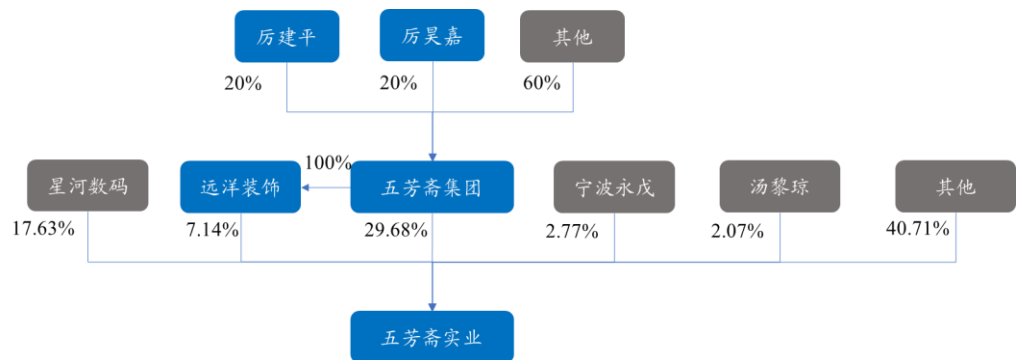 厉建平
厉昊嘉
其他
20%
20%
60%
100%
星河数码
远洋装饰
五芳斋集团
宁波永戊
汤黎琼
其他
17.63%
7.14%
29.68%
2.77%
2.07%
40.71%
五芳斋实业